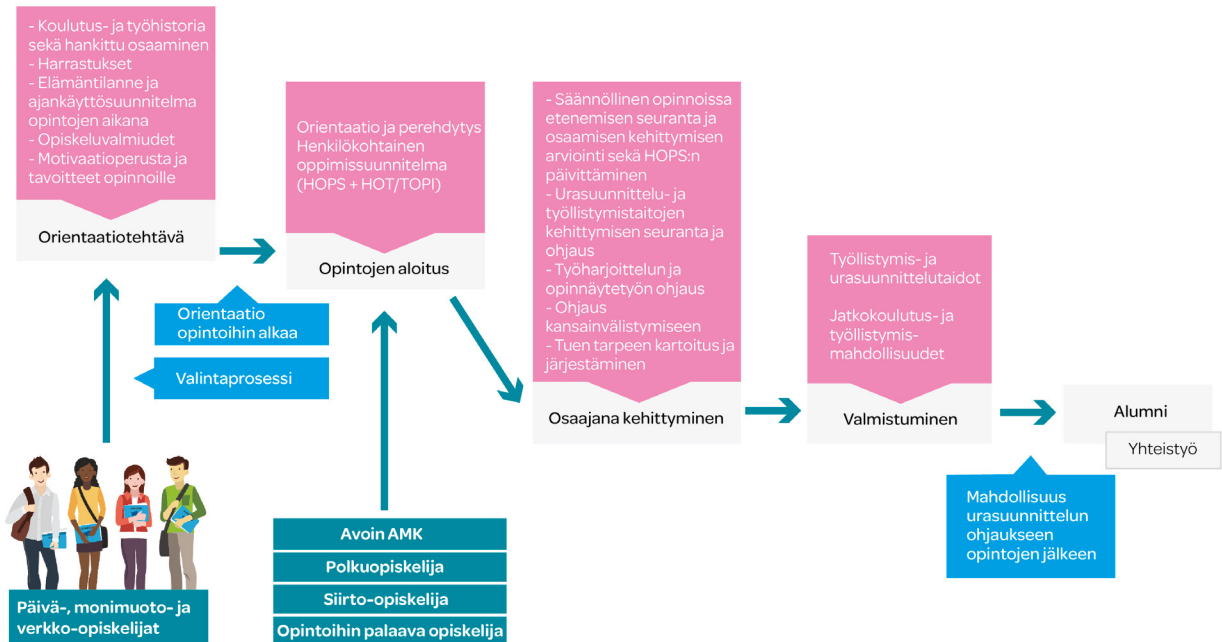 - Koulutus- ja työhistoria
sekä hankittu osaaminen
- Harrastukset
- Elämäntilanne ja
ajankäyttösuunnitelma
opintojen aikana
- Opiskeluvalmiudet
- Motivaatioperusta ja
tavoitteet opinnoille
Orientaatiotehtävä
Orientaatio
opintoihin alkaa
Valintaprosessi
Päivä-, monimuoto- ja
verkko-opiskelijat
Orientaatio ja perehdytys
Henkilökohtainen
oppimissuunnitelma
(HOPS + HOT/TOPI)
Opintojen aloitus
Avoin AMK
Polkuopiskelija
Siirto-opiskelija
Opintoihin palaava opiskelija
- Säännöllinen opinnoissa
etenemisen seuranta ja
osaamisen kehittymisen
arviointi sekä HOPS:n
päivittäminen
- Urasuunnittelu- ja
työllistymistaitojen
kehittymisen seuranta ja
ohjaus
- Työharjoittelun ja
opinnäytetyön ohjaus
- Ohjaus
kansainvälistymiseen
- Tuen tarpeen kartoitus ja
järjestäminen
Osaajana kehittyminen
Työllistymis- ja
urasuunnittelutaidot
Jatkokoulutus- ja
työllistymis-
mahdollisuudet
Valmistuminen
Alumni
Yhteistyö
Mahdollisuus
urasuunnittelun
ohjaukseen
opintojen jälkeen